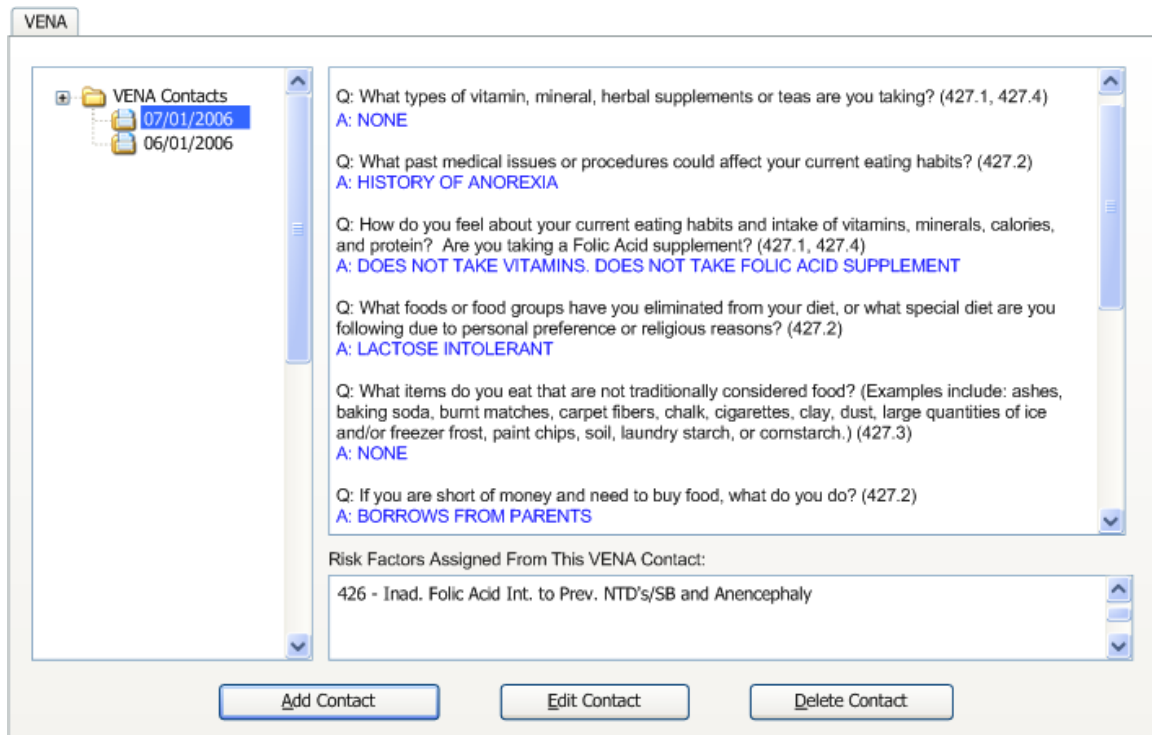 VENA
VENA Contacts
07/01/2006
06/01/2006
Q: What types of vitamin, mineral, herbal supplements or teas are you taking? (427.1, 427.4)
A: NONE
Q: What past medical issues or procedures could affect your current eating habits? (427.2)
A: HISTORY OF ANOREXIA
Q: How do you feel about your current eating habits and intake of vitamins, minerals, calories,
and protein?  Are you taking a Folic Acid supplement? (427.1, 427.4)
A: DOES NOT TAKE VITAMINS. DOES NOT TAKE FOLIC ACID SUPPLEMENT
Q: What foods or food groups have you eliminated from your diet, or what special diet are you
following due to personal preference or religious reasons? (427.2)
A: LACTOSE INTOLERANT
Q: What items do you eat that are not traditionally considered food? (Examples include: ashes,
baking soda, burnt matches, carpet fibers, chalk, cigarettes, clay, dust, large quantities of ice
and/or freezer frost, paint chips, soil, laundry starch, or cornstarch.) (427.3)
A: NONE
Q: If you are short of money and need to buy food, what do you do? (427.2)
A: BORROWS FROM PARENTS
Risk Factors Assigned From This VENA Contact:
426 - Inad. Folic Acid Int. to Prev. NTD's/SB and Anencephaly
Add Contact
Edit Contact
Delete Contact